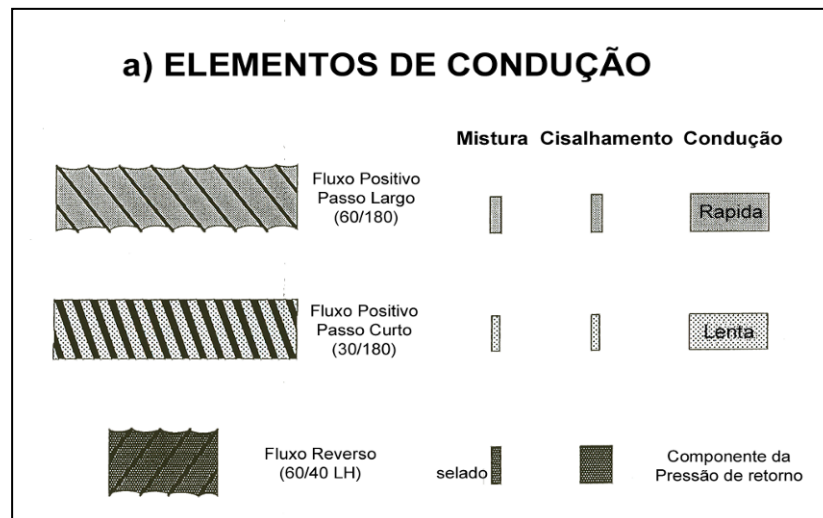 a) ELEMENTOS DE CONDUÇÃO
Mistura Cisalhamento Condução
Fluxo Positivo
Passo Largo
(60/180)
Rapida
Fluxo Positivo
Passo Curto
(30/180)
Lenta
Fluxo Reverso
(60/40 LH)
selado
Componente da
Pressão de retorno